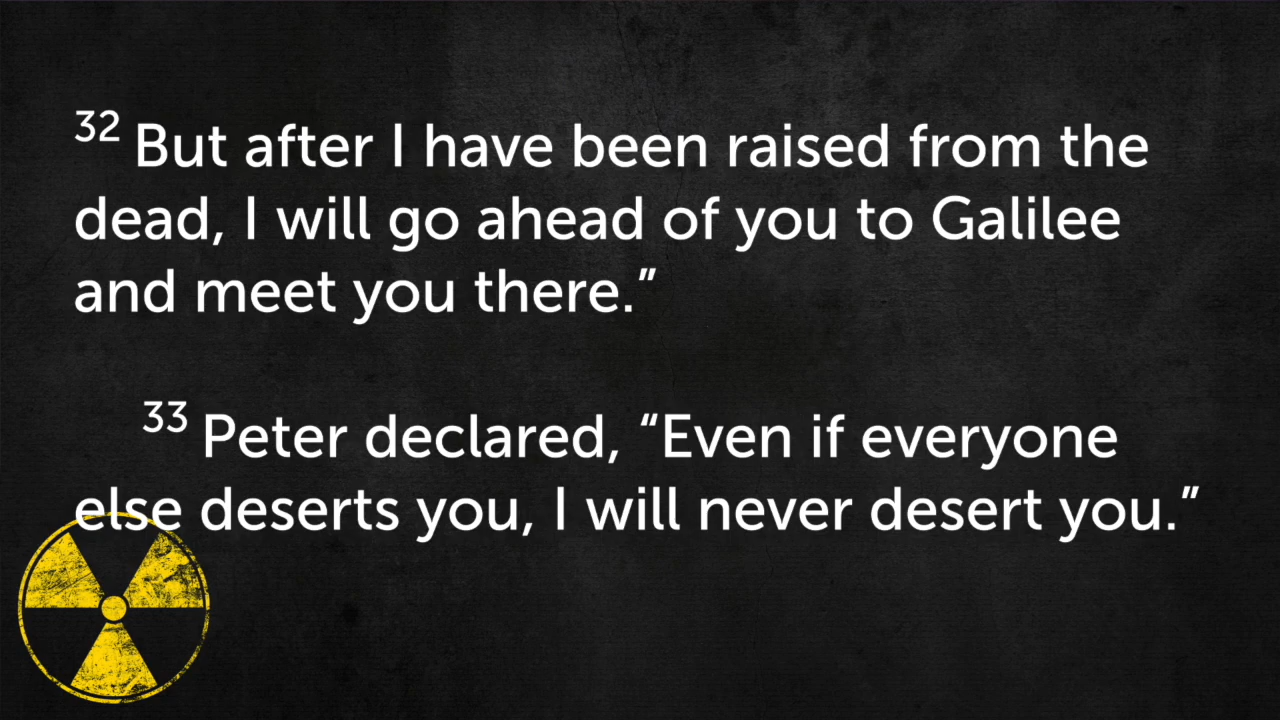 32 But after I have been raised from the
dead, I will go ahead of you to Galilee
and meet you there.”
33 Peter declared, “Even if everyone
else deserts you, I will never desert you.”